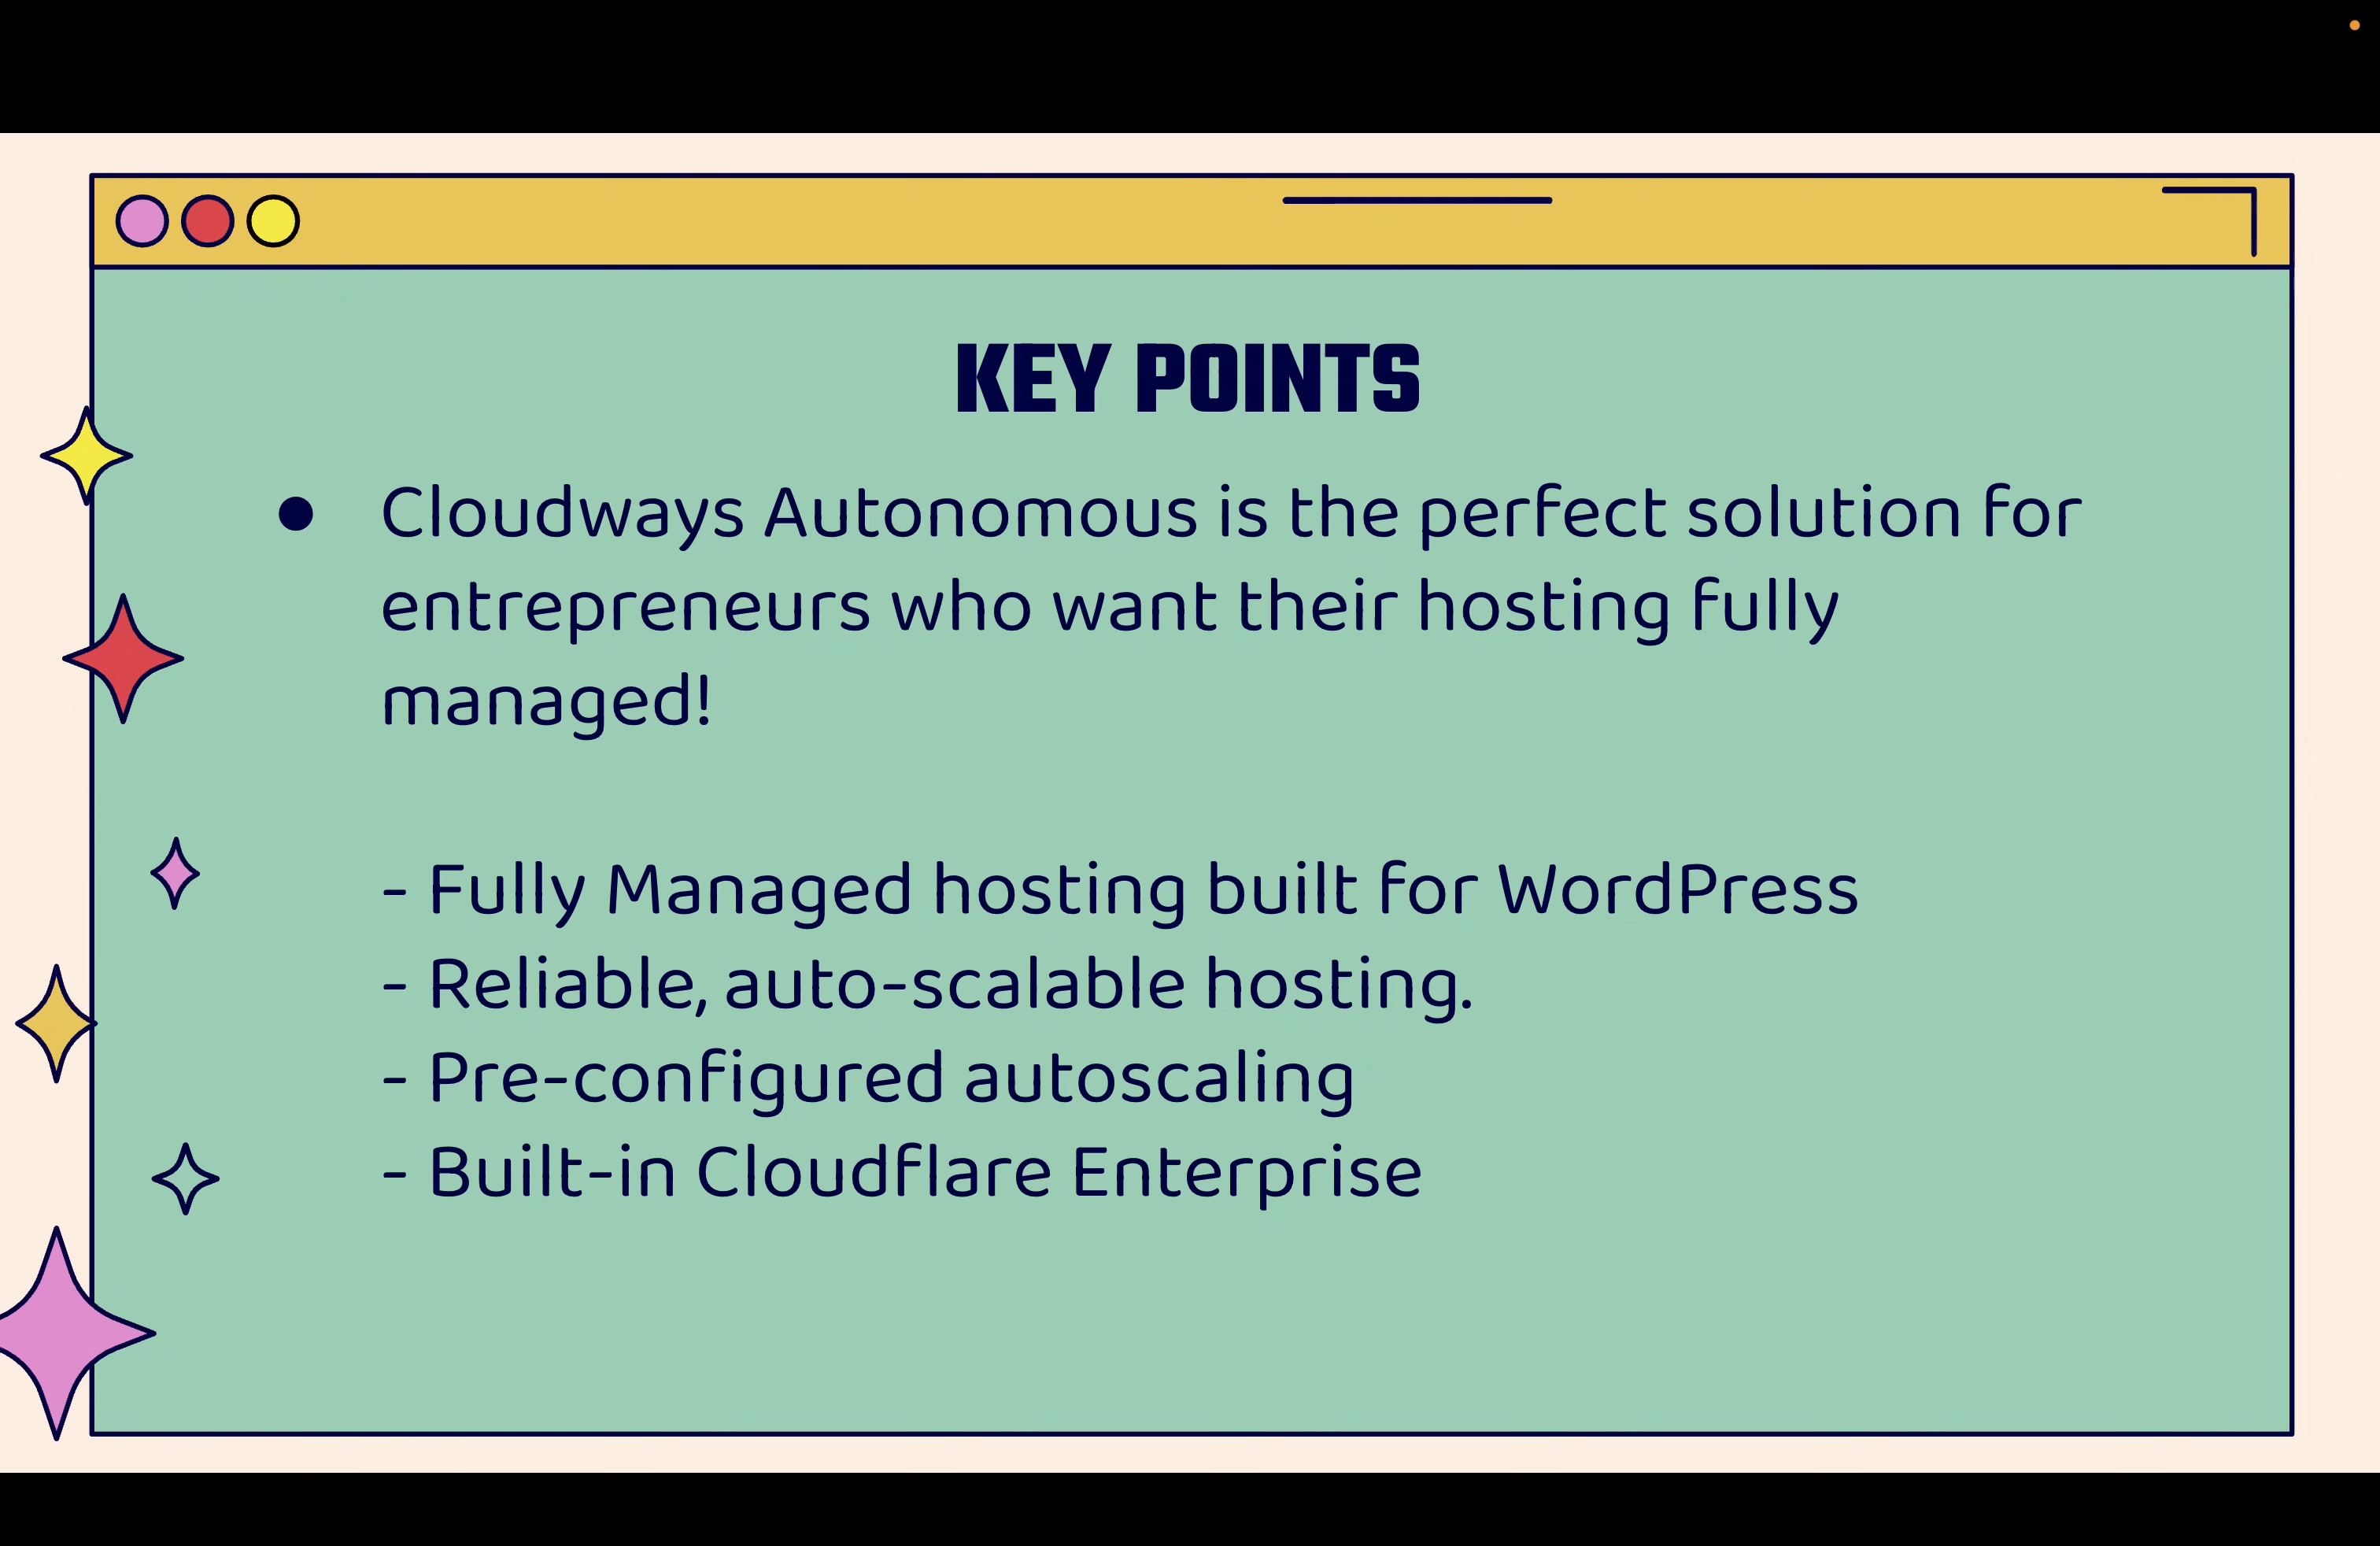 KEY POINTS
● Cloudways Autonomous is the perfect solution for
entrepreneurs who want their hosting fully
managed!
- Fully Managed hosting built for WordPress
- Reliable, auto-scalable hosting.
- Pre-configured autoscaling
- Built-in Cloudflare Enterprise